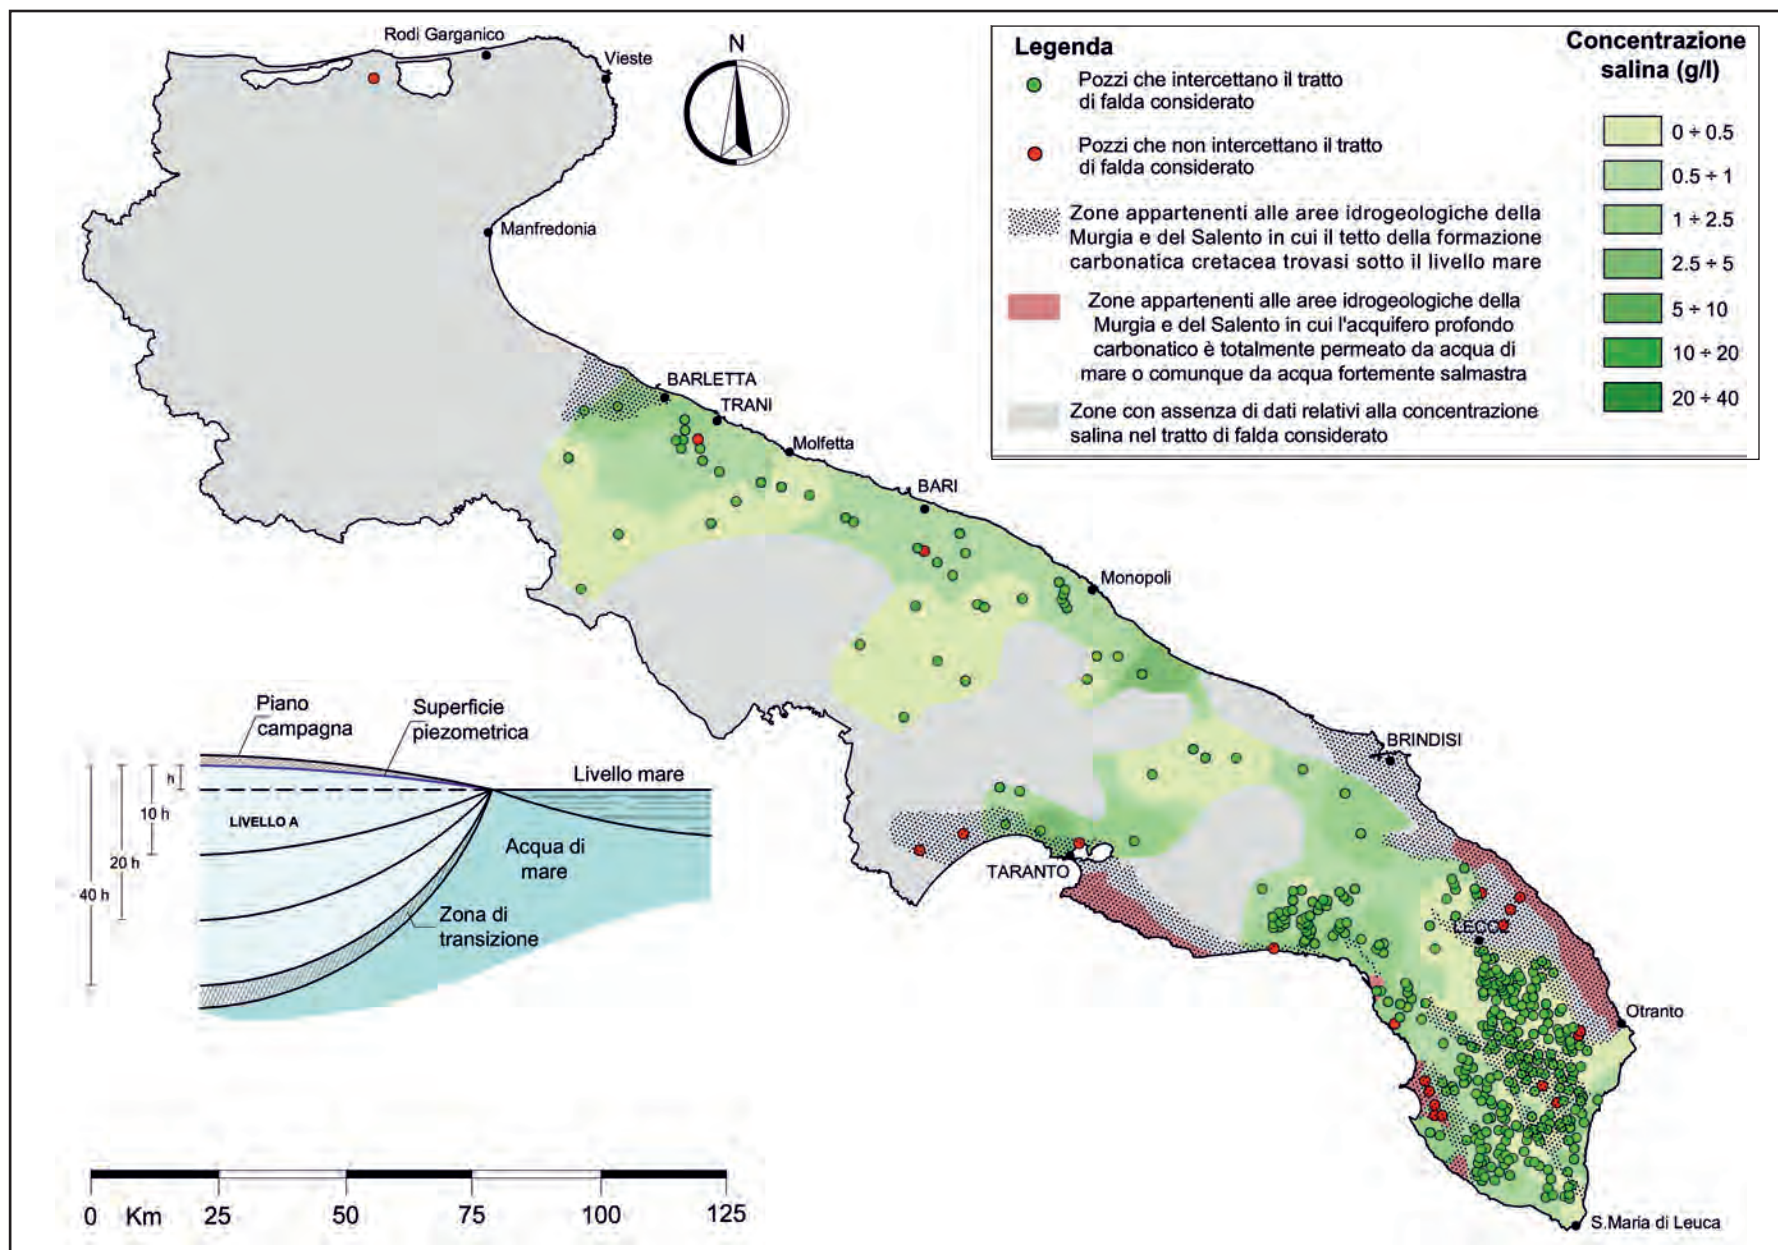 Rodi Garganico
Vieste
N
Manfredonia
BARLETTA
TRANI
Molfetta
BARI
Monopoli
BRINDISI
TARANTO
LECCE
Otranto
S.Maria di Leuca
Legenda
Pozzi che intercettano il tratto
di falda considerato
Pozzi che non intercettano il tratto
di falda considerato
Zone appartenenti alle aree idrogeologiche della
Murgia e del Salento in cui il tetto della formazione
carbonatica cretacea trovasi sotto il livello mare
Zone appartenenti alle aree idrogeologiche della
Murgia e del Salento in cui l'acquifero profondo
carbonatico è totalmente permeato da acqua di
mare o comunque da acqua fortemente salmastra
Zone con assenza di dati relativi alla concentrazione
salina nel tratto di falda considerato
Concentrazione
salina (g/l)
0 ÷ 0.5
0.5 ÷ 1
1 ÷ 2.5
2.5 ÷ 5
5 ÷ 10
10 ÷ 20
20 ÷ 40
Piano
campagna
Superficie
piezometrica
Livello mare
h
10 h
20 h
40 h
LIVELLO A
Acqua di
mare
Zona di
transizione
0 Km 25 50 75 100 125